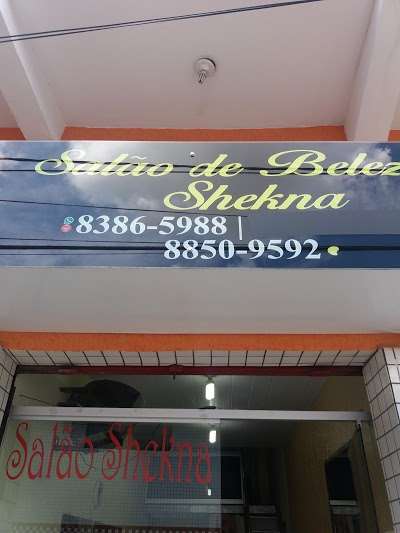 Salão de Belez
Shekna
8386-5988 |
8850-9592
Salão Shekna